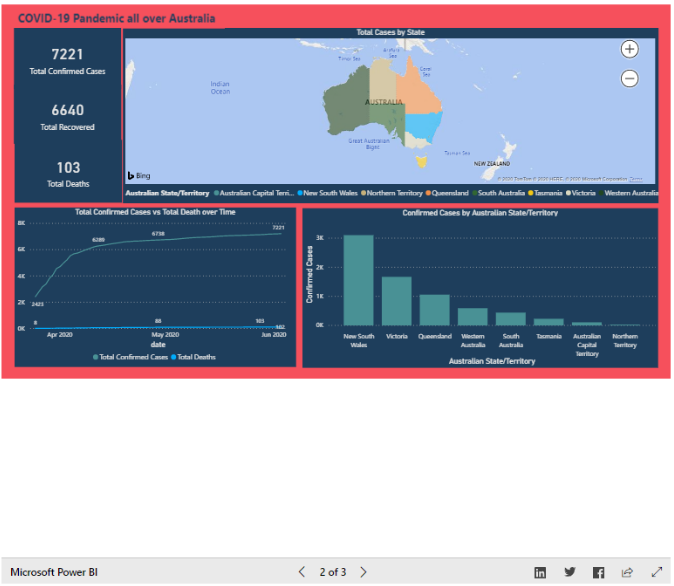 COVID-19 Pandemic all over Australia
7221
Total Confirmed Cases
6640
Total Recovered
103
Total Deaths
Total Cases by State
Indian
Ocean
Timor Sea
Arafura
Sea
Coral
Sea
AUSTRALIA
Great Australian
Bight
Tasman Sea
NEW ZEALAND
Bing
© 2020 TomTom © 2020 HERE, © 2020 Microsoft Corporation Terms
Australian State/Territory Australian Capital Terri... New South Wales Northern Territory Queensland South Australia Tasmania Victoria Western Australia
Total Confirmed Cases vs Total Death over Time
8K
6K
4K
2K
0K
2423
6289
6738
7221
8
88
103
102
Apr 2020
May 2020
Jun 2020
date
Total Confirmed Cases Total Deaths
Confirmed Cases by Australian State/Territory
Confirmed Cases
3K
2K
1K
0K
New South
Wales
Victoria
Queensland
Western
Australia
South
Australia
Tasmania
Australian
Capital
Territory
Northern
Territory
Australian State/Territory
Microsoft Power BI
2 of 3